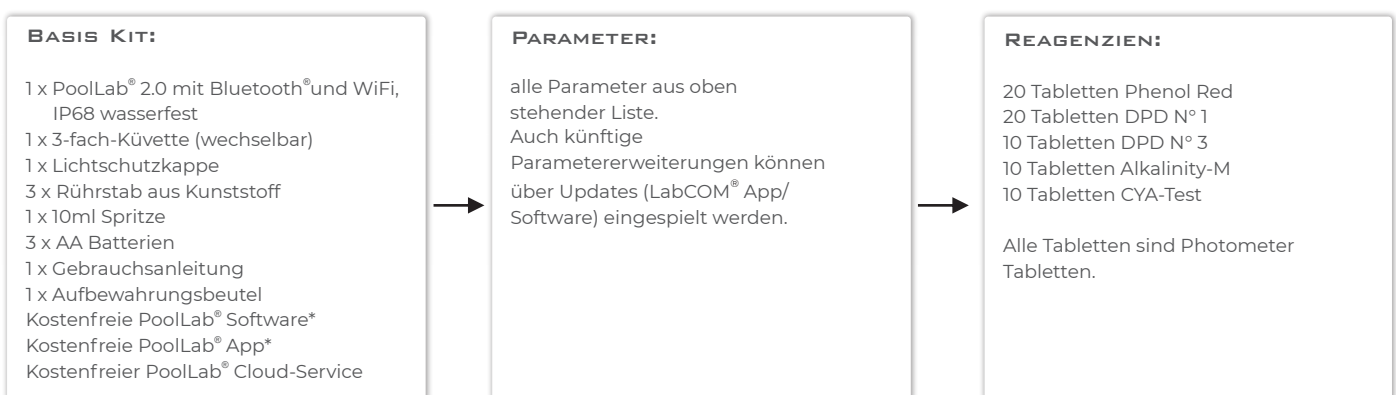 Basis Kit:
1 x PoolLab® 2.0 mit Bluetooth®und WiFi,
IP68 wasserfest
1 x 3-fach-Küvette (wechselbar)
1 x Lichtschutzkappe
3 x Rührstab aus Kunststoff
1 x 10ml Spritze
3 x AA Batterien
1 x Gebrauchsanleitung
1 x Aufbewahrungsbeutel
Kostenfreie PoolLab® Software*
Kostenfreie PoolLab® App*
Kostenfreier PoolLab® Cloud-Service
Parameter:
alle Parameter aus oben
stehender Liste.
Auch künftige
Parametererweiterungen können
über Updates (LabCOM® App/
Software) eingespielt werden.
Reagenzien:
20 Tabletten Phenol Red
20 Tabletten DPD N° 1
10 Tabletten DPD N° 3
10 Tabletten Alkalinity-M
10 Tabletten CYA-Test
Alle Tabletten sind Photometer
Tabletten.